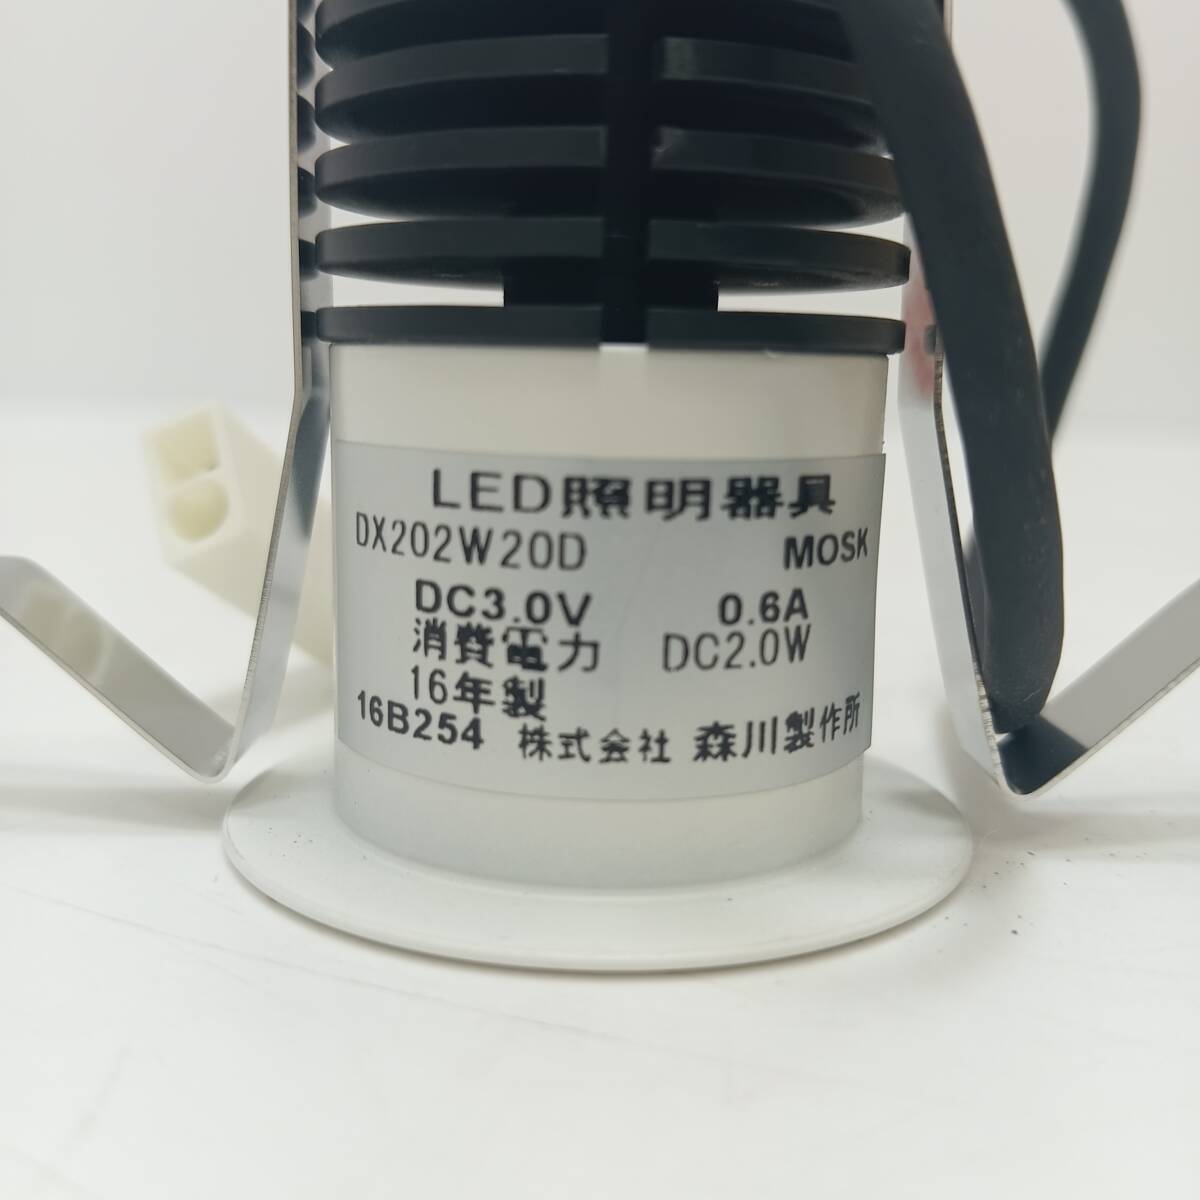 LED照明器具
DX202W20D MOSK
DC3.0V 0.6A
消費電力 DC2.0W
16年製
16B254 株式会社 森川製作所